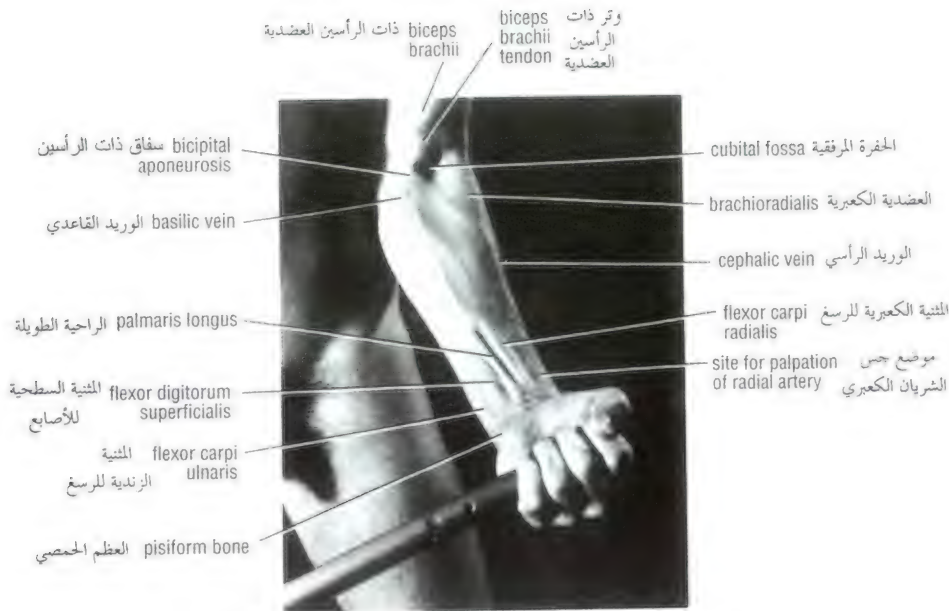 ذات الرأسين العضدية biceps
brachii
وتر ذات biceps
الرأسين brachii
العضدية tendon
سفاق ذات الرأسين bicipital
aponeurosis
الوريد القاعدي basilic vein
الراحية الطويلة palmaris longus
المثنية السطحية flexor digitorum
للأصابع superficialis
المثنية flexor carpi
الزندية للرسغ ulnaris
العظم الحمصي pisiform bone
cubital fossa الحفرة المرفقية
brachioradialis العضدية الكعبرية
cephalic vein الوريد الرأسي
flexor carpi المثنية الكعبرية للرسغ
radialis
site for palpation موضع جس
of radial artery الشريان الكعبري